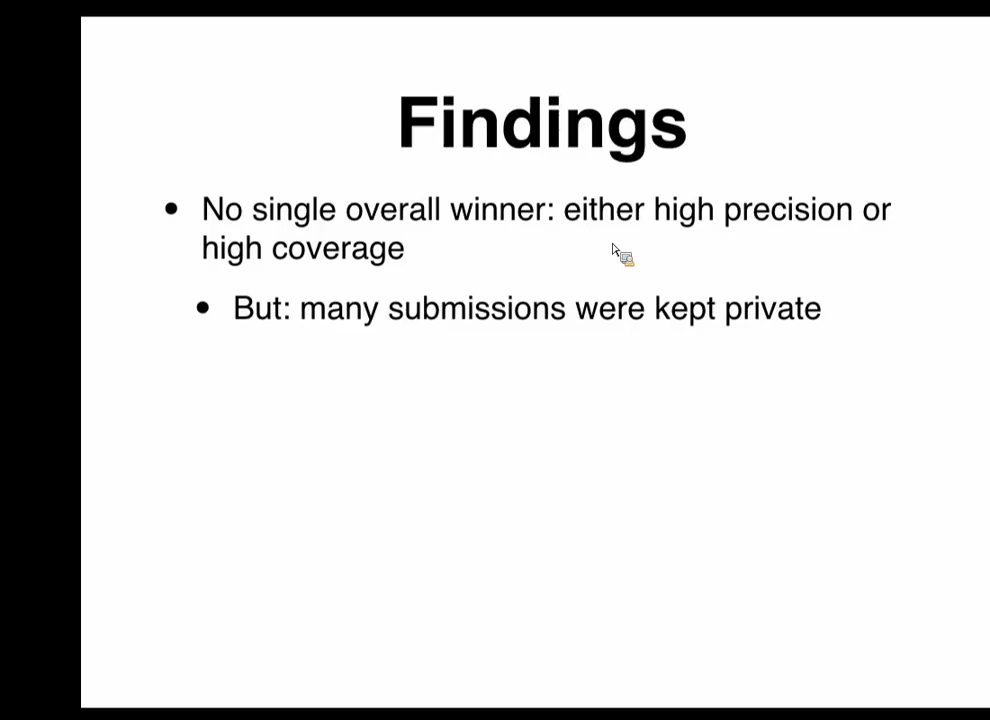 Findings
• No single overall winner: either high precision or
high coverage
• But: many submissions were kept private